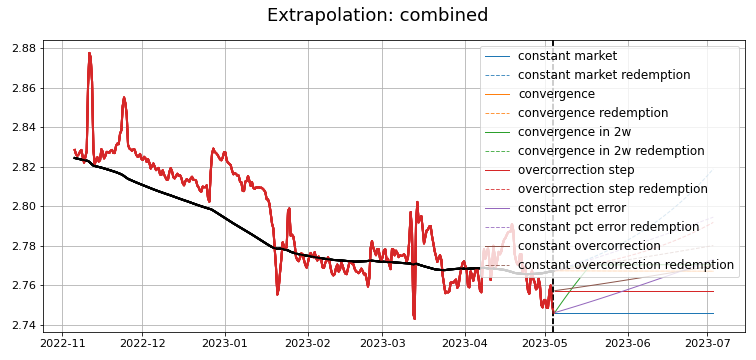 Extrapolation: combined
2.88
2.86
2.84
2.82
2.80
2.78
2.76
2.74
constant market
constant market redemption
convergence
convergence redemption
convergence in 2w
convergence in 2w redemption
overcorrection step
overcorrection step redemption
constant pct error
constant pct error redemption
constant overcorrection
constant overcorrection redemption
2022-11 2022-12 2023-01 2023-02 2023-03 2023-04 2023-05 2023-06 2023-07